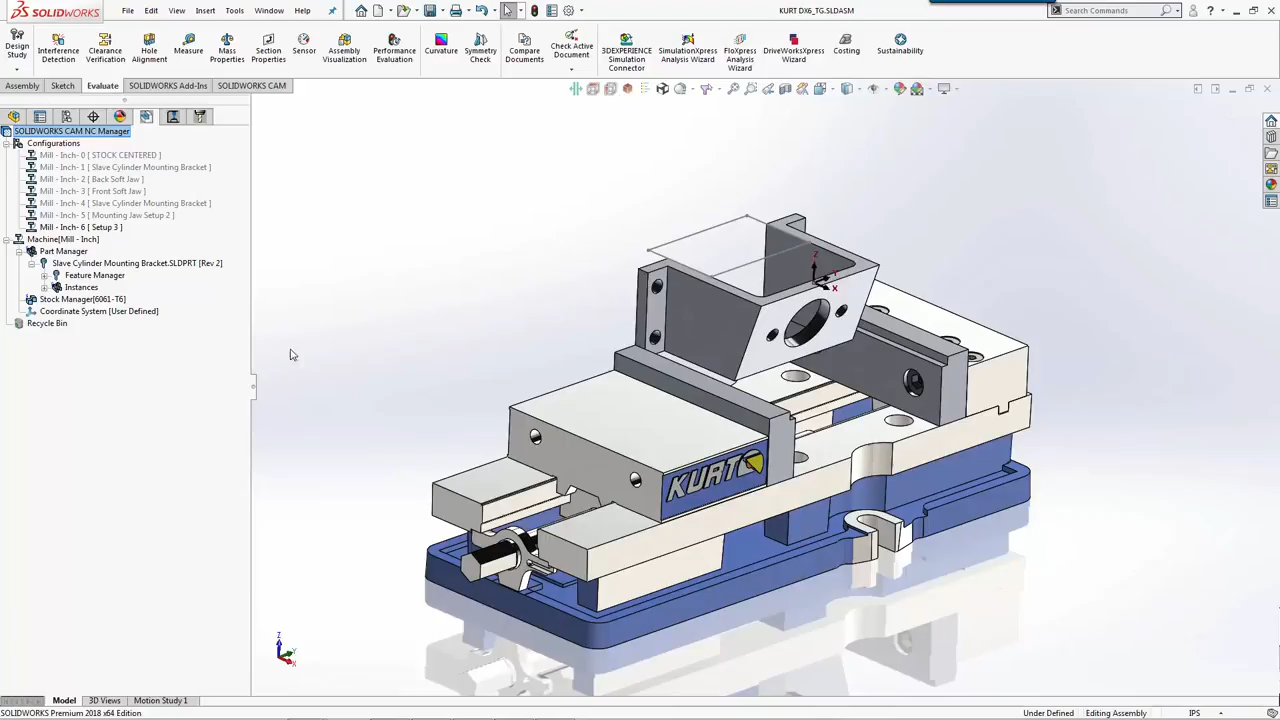 SOLIDWORKS
File Edit View Insert Tools Window Help
KURT DX6_TG.SLDASM
Search Commands
Design Study
Interference Detection
Clearance Verification
Hole Alignment
Measure
Mass Properties
Section Properties
Sensor
Assembly Visualization
Performance Evaluation
Curvature
Symmetry Check
Compare Documents
Check Active Document
3DEXPERIENCE Simulation Connector
SimulationXpress Analysis Wizard
FloXpress Analysis Wizard
DriveWorksXpress Wizard
Costing
Sustainability
Assembly Sketch Evaluate SOLIDWORKS Add-Ins SOLIDWORKS CAM
SOLIDWORKS CAM NC Manager
Configurations
Mill - Inch- 0 [ STOCK CENTERED ]
Mill - Inch- 1 [ Slave Cylinder Mounting Bracket ]
Mill - Inch- 2 [ Back Soft Jaw ]
Mill - Inch- 3 [ Front Soft Jaw ]
Mill - Inch- 4 [ Slave Cylinder Mounting Bracket ]
Mill - Inch- 5 [ Mounting Jaw Setup 2 ]
Mill - Inch- 6 [ Setup 3 ]
Machine[Mill - Inch]
Part Manager
Slave Cylinder Mounting Bracket.SLDPRT [Rev 2]
Feature Manager
Instances
Stock Manager[6061-T6]
Coordinate System [User Defined]
Recycle Bin
Z
Y
X
KURT
Z
Y
X
Model 3D Views Motion Study 1
SOLIDWORKS Premium 2018 x64 Edition
Under Defined Editing Assembly IPS